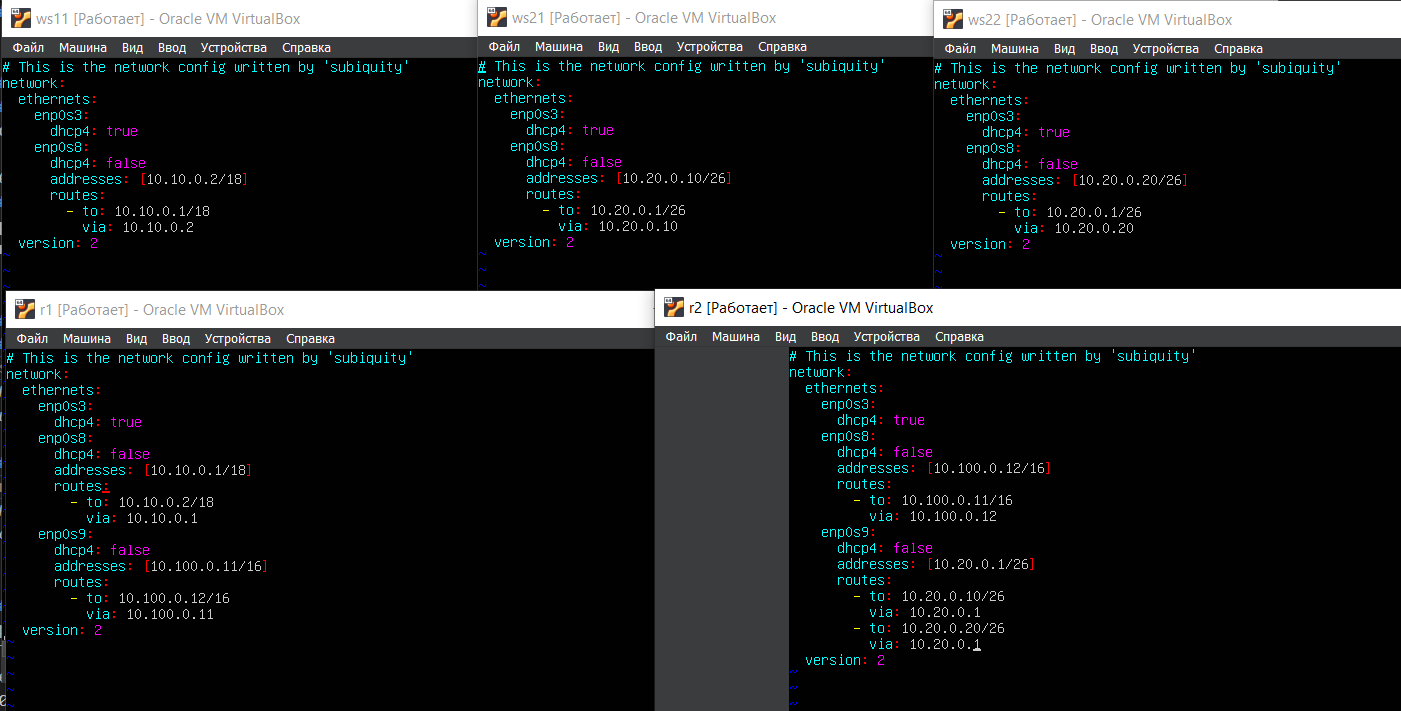 ws11 [Работает] - Oracle VM VirtualBox
Файл Машина Вид Ввод Устройства Справка
# This is the network config written by 'subiquity'
network:
  ethernets:
    enp0s3:
      dhcp4: true
    enp0s8:
      dhcp4: false
      addresses: [10.10.0.2/18]
      routes:
        - to: 10.10.0.1/18
          via: 10.10.0.2
  version: 2
~
~
ws21 [Работает] - Oracle VM VirtualBox
Файл Машина Вид Ввод Устройства Справка
# This is the network config written by 'subiquity'
network:
  ethernets:
    enp0s3:
      dhcp4: true
    enp0s8:
      dhcp4: false
      addresses: [10.20.0.10/26]
      routes:
        - to: 10.20.0.1/26
          via: 10.20.0.10
  version: 2
~
~
ws22 [Работает] - Oracle VM VirtualBox
Файл Машина Вид Ввод Устройства Справка
# This is the network config written by 'subiquity'
network:
  ethernets:
    enp0s3:
      dhcp4: true
    enp0s8:
      dhcp4: false
      addresses: [10.20.0.20/26]
      routes:
        - to: 10.20.0.1/26
          via: 10.20.0.20
  version: 2
~
~
r1 [Работает] - Oracle VM VirtualBox
Файл Машина Вид Ввод Устройства Справка
# This is the network config written by 'subiquity'
network:
  ethernets:
    enp0s3:
      dhcp4: true
    enp0s8:
      dhcp4: false
      addresses: [10.10.0.1/18]
      routes:
        - to: 10.10.0.2/18
          via: 10.10.0.1
    enp0s9:
      dhcp4: false
      addresses: [10.100.0.11/16]
      routes:
        - to: 10.100.0.12/16
          via: 10.100.0.11
  version: 2
~
~
~
~
~
r2 [Работает] - Oracle VM VirtualBox
Файл Машина Вид Ввод Устройства Справка
# This is the network config written by 'subiquity'
network:
  ethernets:
    enp0s3:
      dhcp4: true
    enp0s8:
      dhcp4: false
      addresses: [10.100.0.12/16]
      routes:
        - to: 10.100.0.11/16
          via: 10.100.0.12
    enp0s9:
      dhcp4: false
      addresses: [10.20.0.1/26]
      routes:
        - to: 10.20.0.10/26
          via: 10.20.0.1
        - to: 10.20.0.20/26
          via: 10.20.0.1
  version: 2
~
~
~